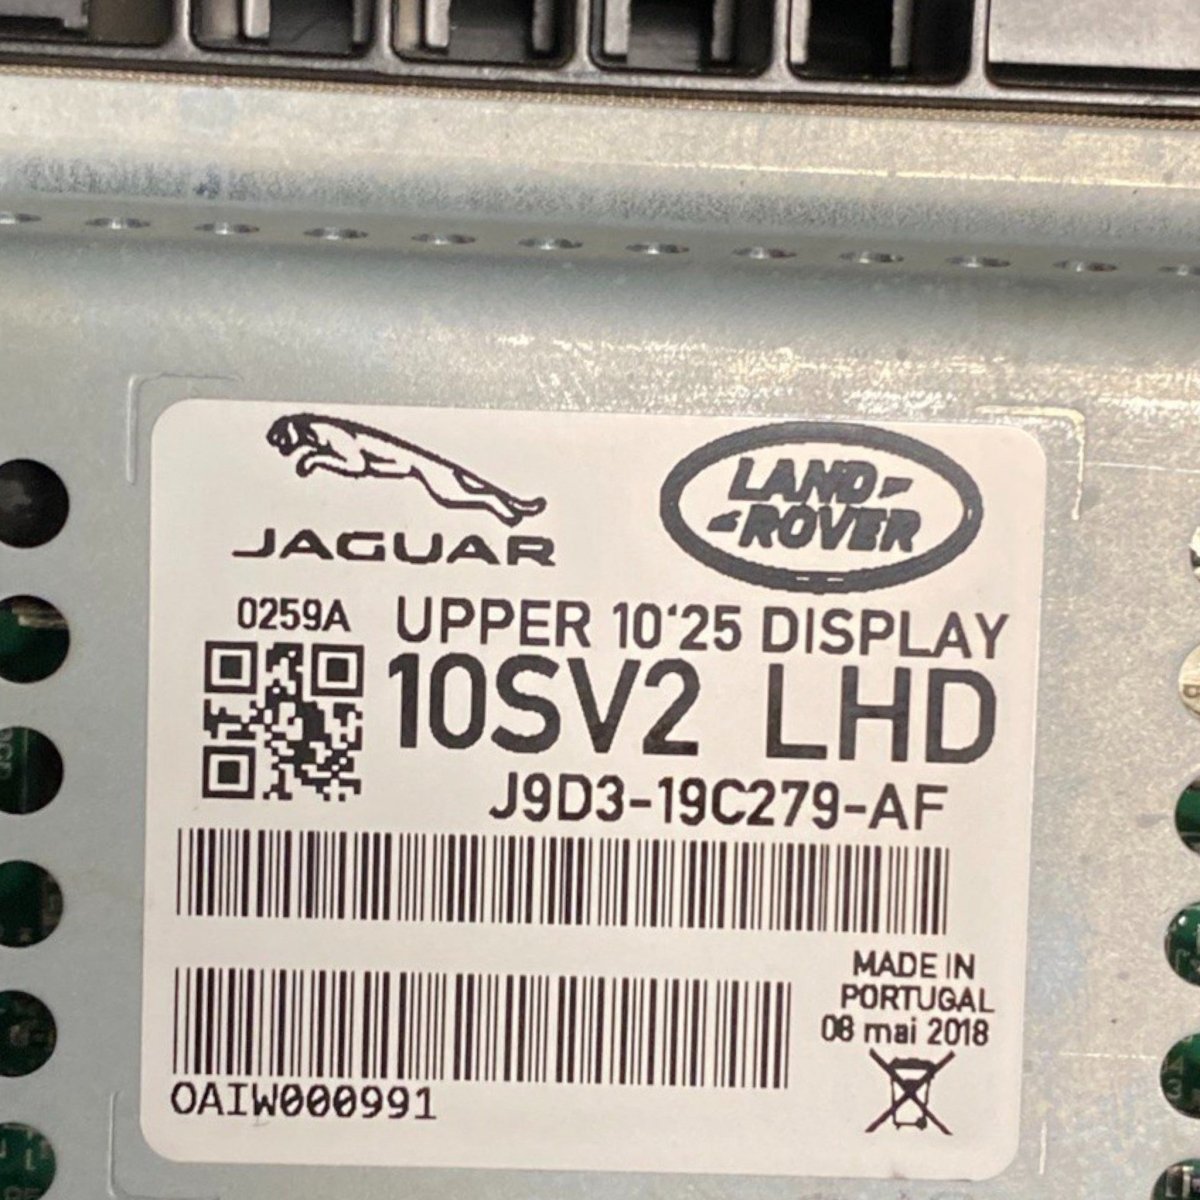 JAGUAR
LAND-
-ROVER
0259A
UPPER 10'25 DISPLAY
10SV2 LHD
J9D3-19C279-AF
MADE IN
PORTUGAL
08 mai 2018
OAIW000991